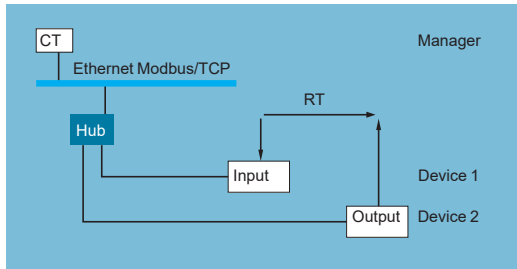 CT
Manager
Ethernet Modbus/TCP
RT
Hub
Input
Device 1
Output
Device 2